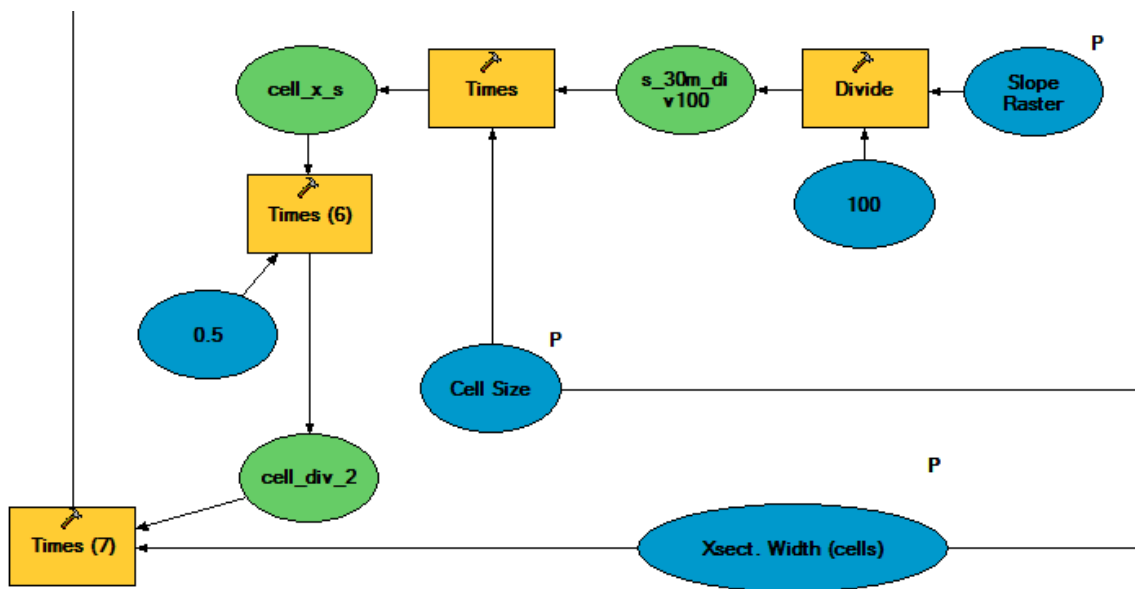 P
cell_x_s
Times
s_30m_di
v100
Divide
Slope
Raster
Times (6)
100
0.5
P
Cell Size
P
cell_div_2
Times (7)
Xsect. Width (cells)